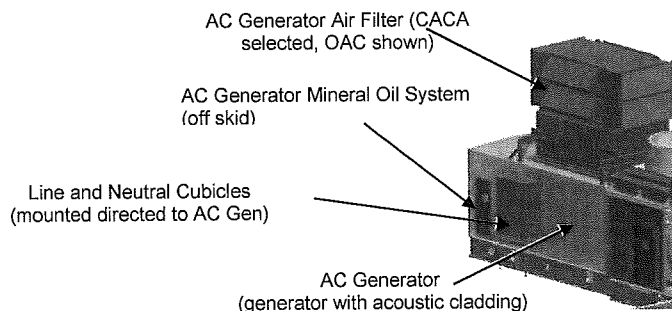 AC Generator Air Filter (CACA
selected, OAC shown)
AC Generator Mineral Oil System
(off skid)
Line and Neutral Cubicles
(mounted directed to AC Gen)
AC Generator
(generator with acoustic cladding)